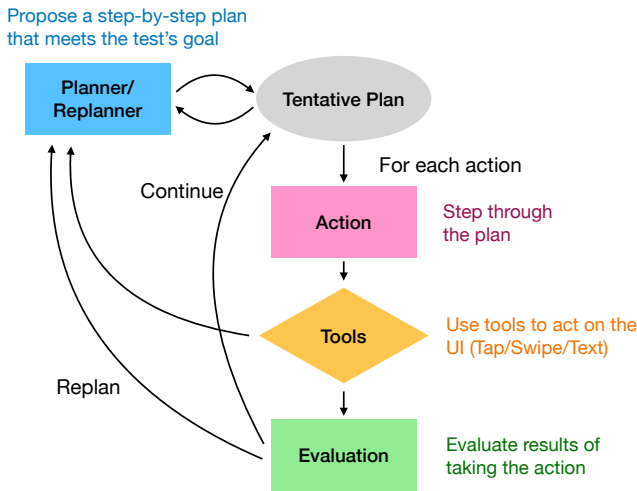 Propose a step-by-step plan
that meets the test's goal
Planner/
Replanner
Tentative Plan
For each action
Continue
Action
Step through
the plan
Tools
Use tools to act on the
UI (Tap/Swipe/Text)
Replan
Evaluation
Evaluate results of
taking the action